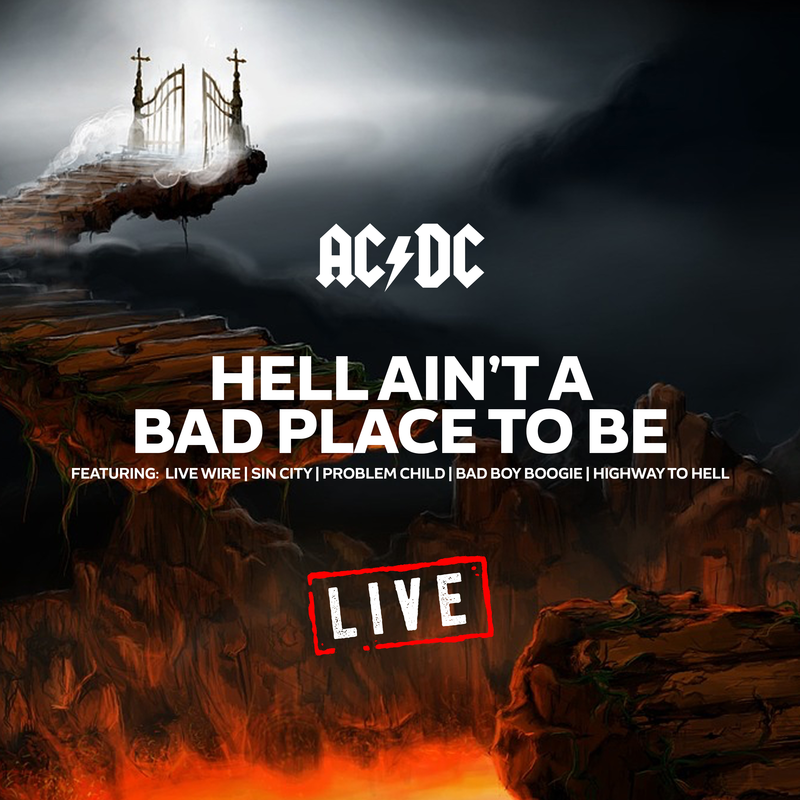 AC⚡DC
HELL AIN'T A
BAD PLACE TO BE
FEATURING: LIVE WIRE | SIN CITY | PROBLEM CHILD | BAD BOY BOOGIE | HIGHWAY TO HELL
LIVE